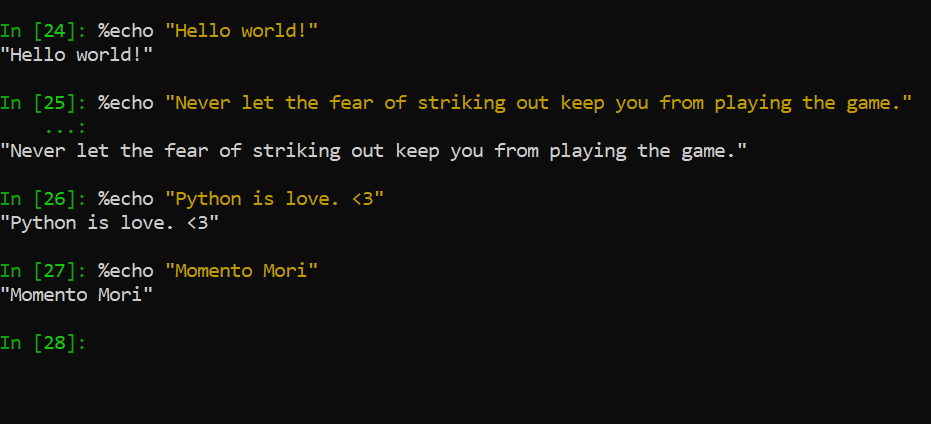 In [24]: %echo "Hello world!"
"Hello world!"
In [25]: %echo "Never let the fear of striking out keep you from playing the game."
...:
"Never let the fear of striking out keep you from playing the game."
In [26]: %echo "Python is love. <3"
"Python is love. <3"
In [27]: %echo "Momento Mori"
"Momento Mori"
In [28]: